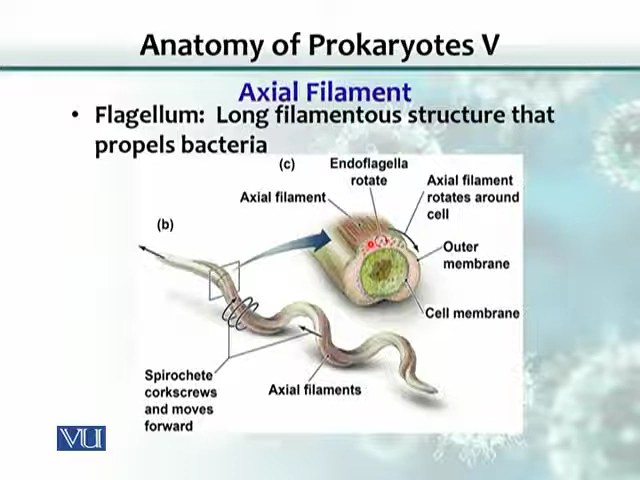 Anatomy of Prokaryotes V
Axial Filament
• Flagellum: Long filamentous structure that
propels bacteria
(c)
Endoflagella
rotate
Axial filament
Axial filament
rotates around
cell
(b)
Outer
membrane
Cell membrane
Spirochete
corkscrews
and moves
forward
Axial filaments
VU